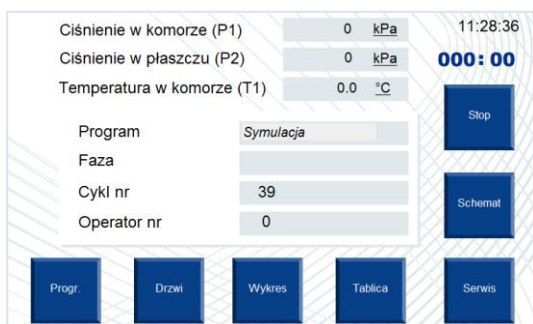 Ciśnienie w komorze (P1) 0 kPa 11:28:36
Ciśnienie w płaszczu (P2) 0 kPa 000:00
Temperatura w komorze (T1) 0.0 °C
Stop
Program Symulacja
Faza
Cykl nr 39
Schemat
Operator nr 0
Progr. Drzwi Wykres Tablica Serwis